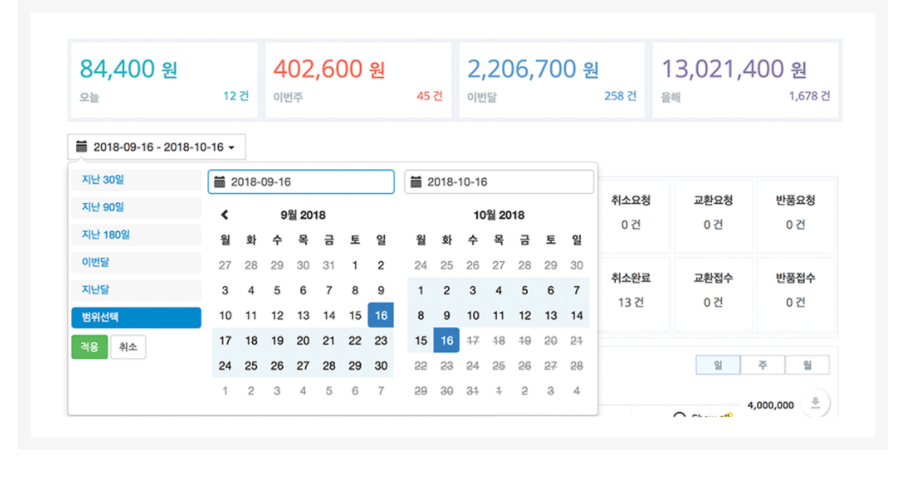 84,400 원 402,600 원 2,206,700 원 13,021,400 원
오늘 12 건 이번주 45 건 이번달 258 건 올해 1,678 건
2018-09-16 - 2018-10-16
지난 30일
지난 90일
지난 180일
이번달
지난달
범위선택
적용 취소
2018-09-16
9월 2018
월 화 수 목 금 토 일
27 28 29 30 31 1 2
3 4 5 6 7 8 9
10 11 12 13 14 15 16
17 18 19 20 21 22 23
24 25 26 27 28 29 30
1 2 3 4 5 6 7
2018-10-16
10월 2018
월 화 수 목 금 토 일
24 25 26 27 28 29 30
1 2 3 4 5 6 7
8 9 10 11 12 13 14
15 16 17 18 19 20 21
22 23 24 25 26 27 28
29 30 31 1 2 3 4
취소요청 교환요청 반품요청
0 건 0 건 0 건
취소완료 교환접수 반품접수
13 건 0 건 0 건
일 주 월
4,000,000